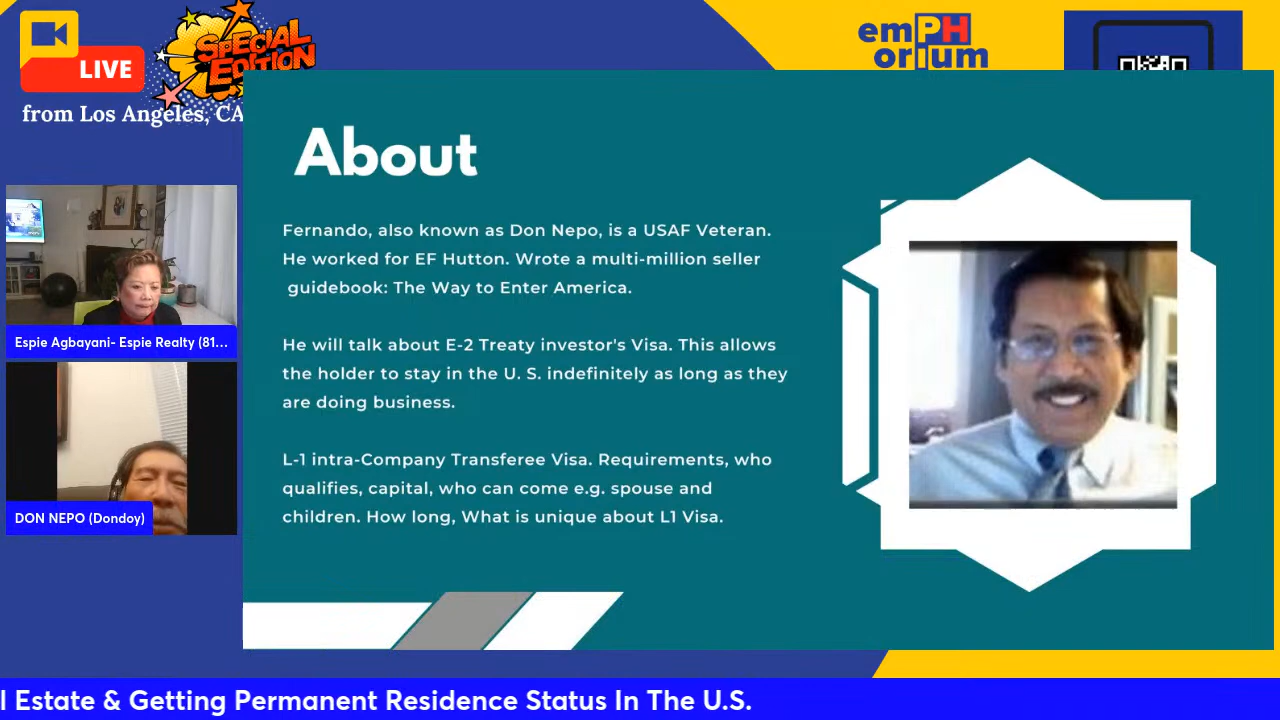 LIVE
SPECIAL
EDITION
from Los Angeles, CA
emPH
orium
About
Fernando, also known as Don Nepo, is a USAF Veteran.
He worked for EF Hutton. Wrote a multi-million seller
guidebook: The Way to Enter America.
He will talk about E-2 Treaty investor's Visa. This allows
the holder to stay in the U. S. indefinitely as long as they
are doing business.
L-1 intra-Company Transferee Visa. Requirements, who
qualifies, capital, who can come e.g. spouse and
children. How long, What is unique about L1 Visa.
Espie Agbayani- Espie Realty (81...
DON NEPO (Dondoy)
l Estate & Getting Permanent Residence Status In The U.S.